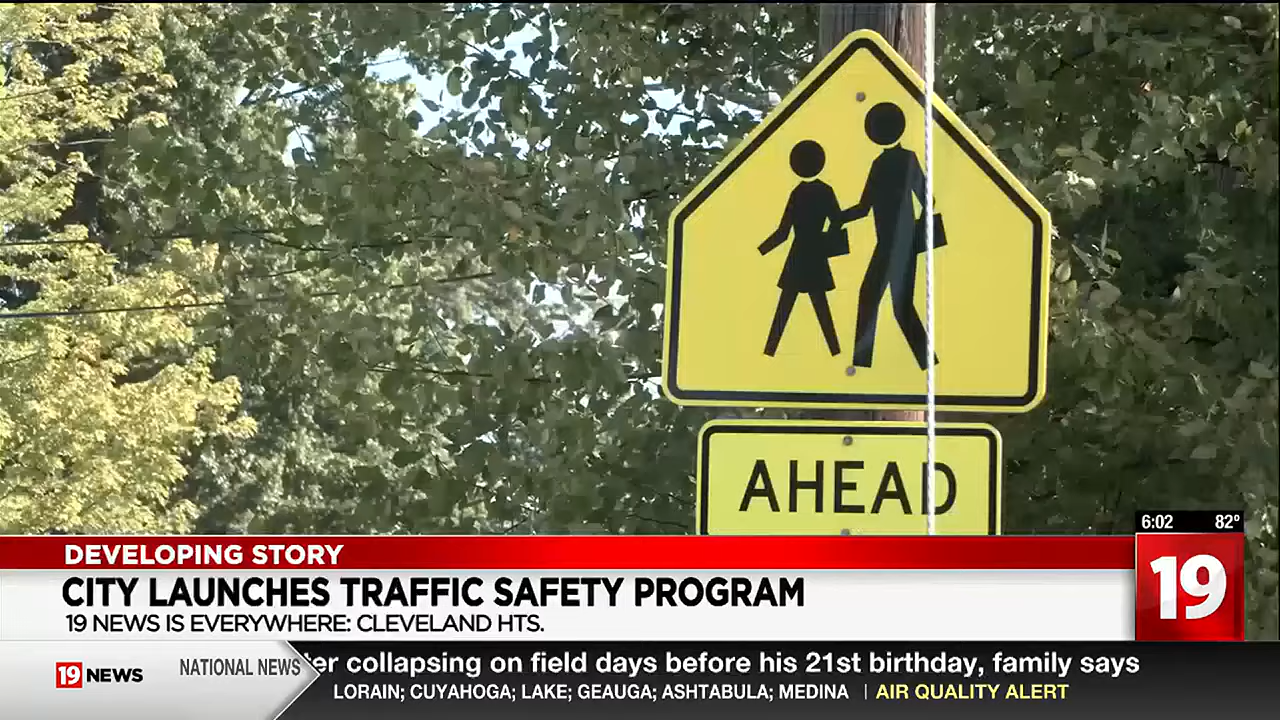 AHEAD
6:02 82°
DEVELOPING STORY
CITY LAUNCHES TRAFFIC SAFETY PROGRAM
19 NEWS IS EVERYWHERE: CLEVELAND HTS.
19
19 NEWS
NATIONAL NEWS
collapsing on field days before his 21st birthday, family says
LORAIN; CUYAHOGA; LAKE; GEAUGA; ASHTABULA; MEDINA | AIR QUALITY ALERT